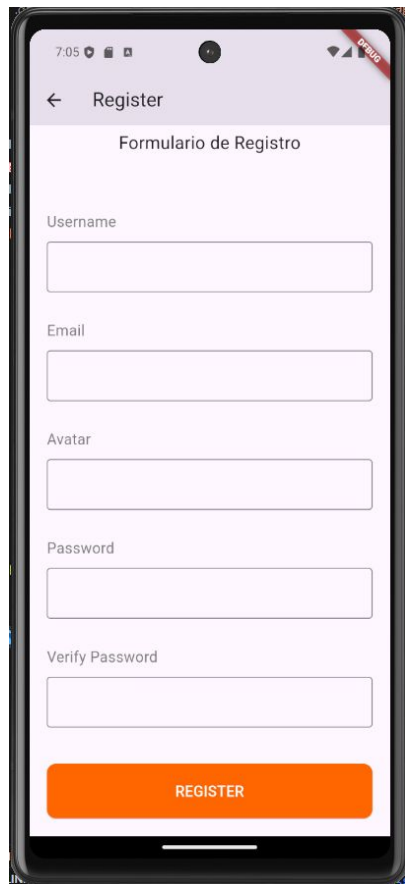 7:05
DEBUG
Register
Formulario de Registro
Username
Email
Avatar
Password
Verify Password
REGISTER